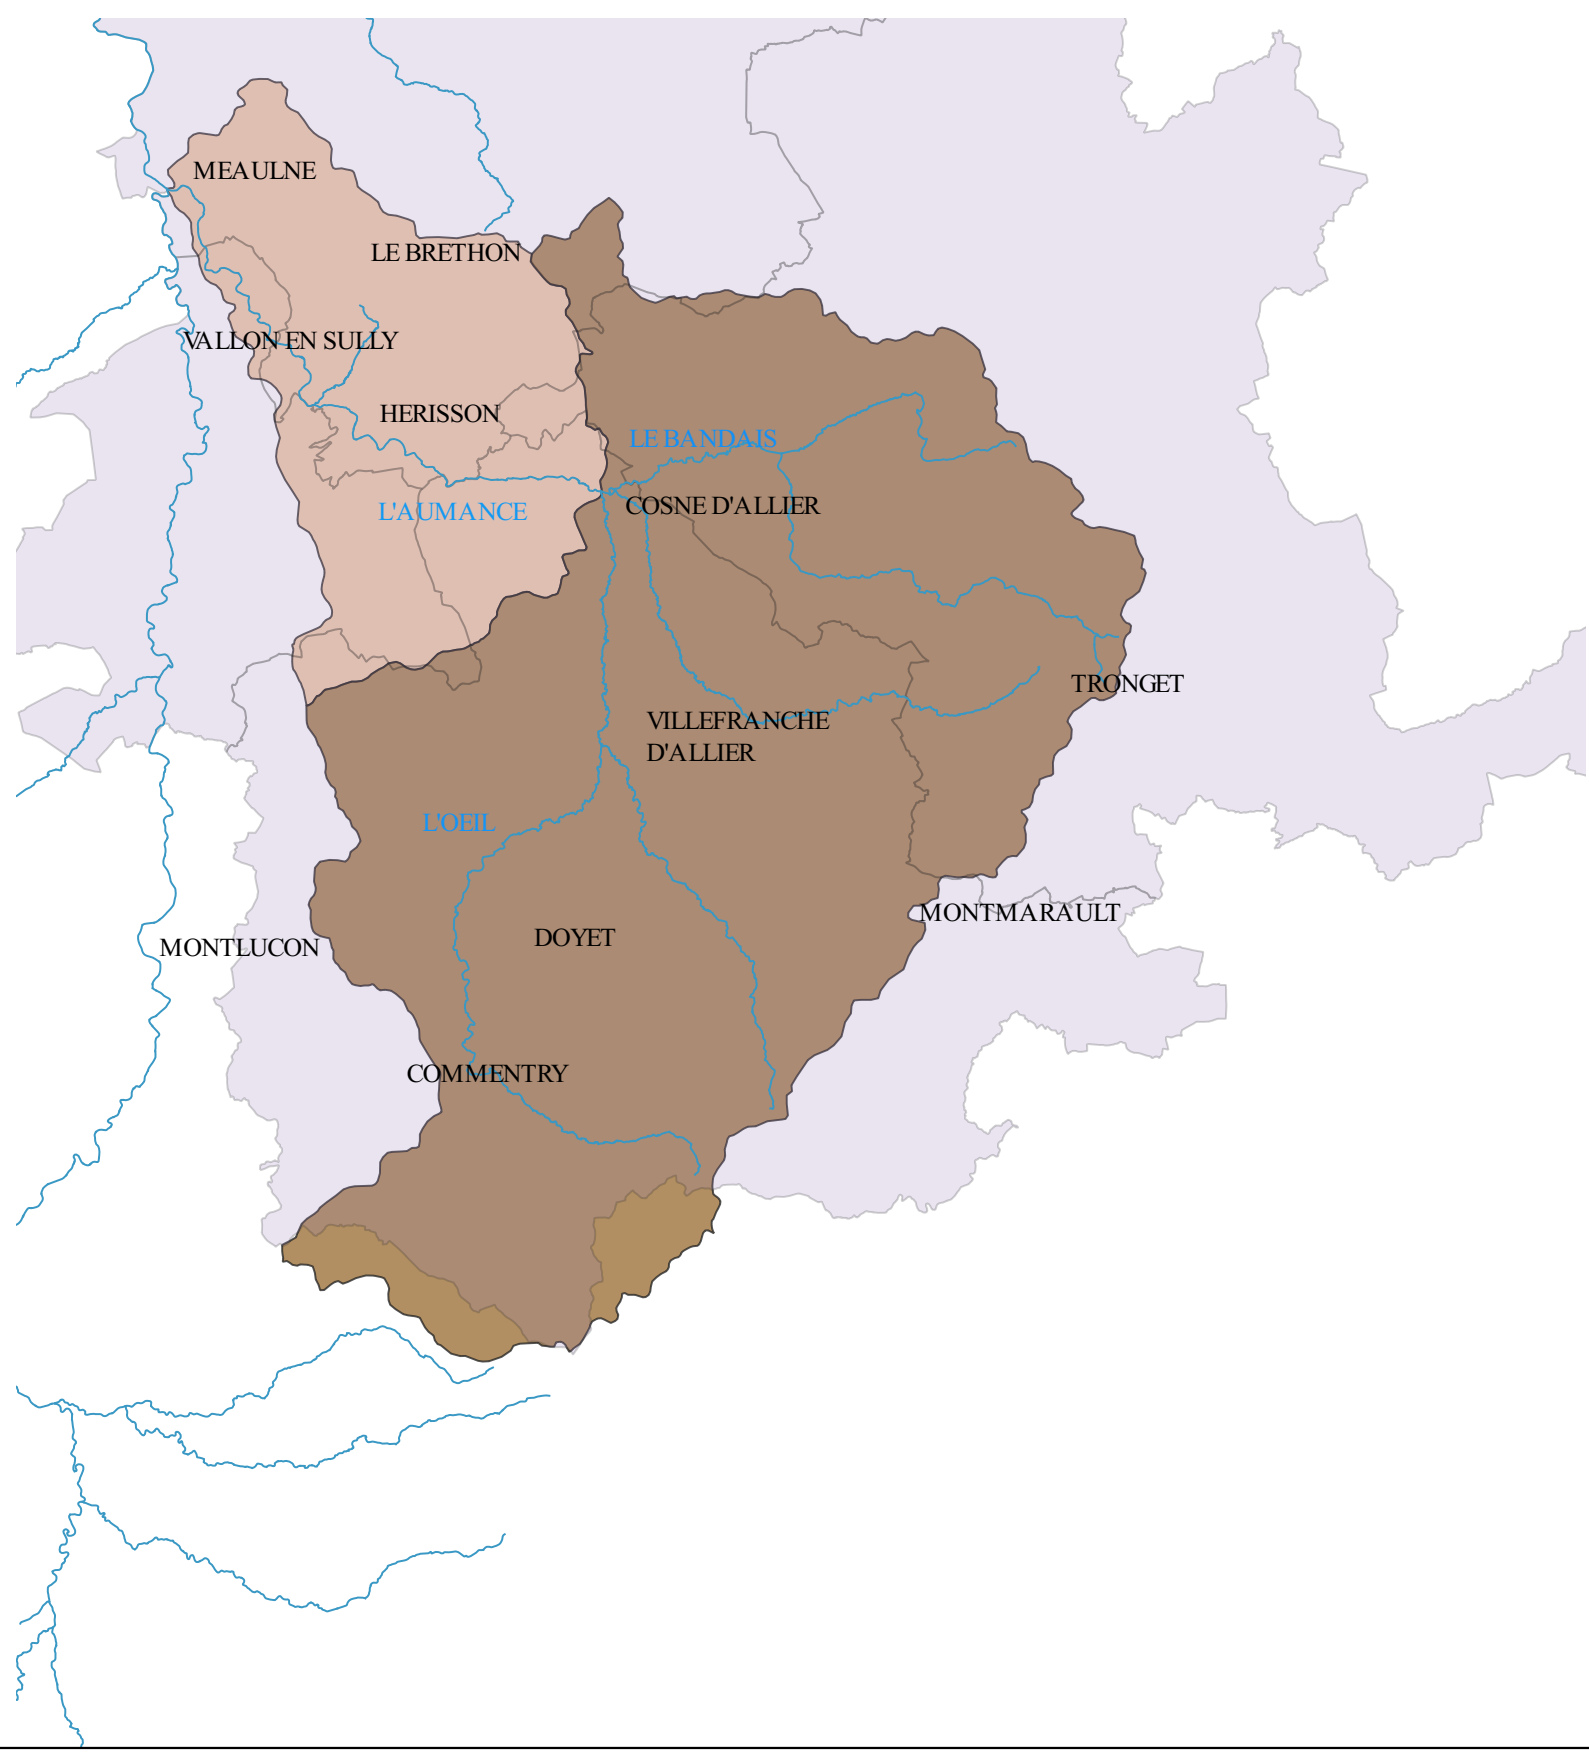 MEAULNE
LE BRETHON
VALLON EN SULLY
HERISSON
LE BANDAIS
L'AUMANCE
COSNE D'ALLIER
TRONGET
VILLEFRANCHE
D'ALLIER
L'OEIL
MONTMARAULT
DOYET
MONTLUCON
COMMENTRY